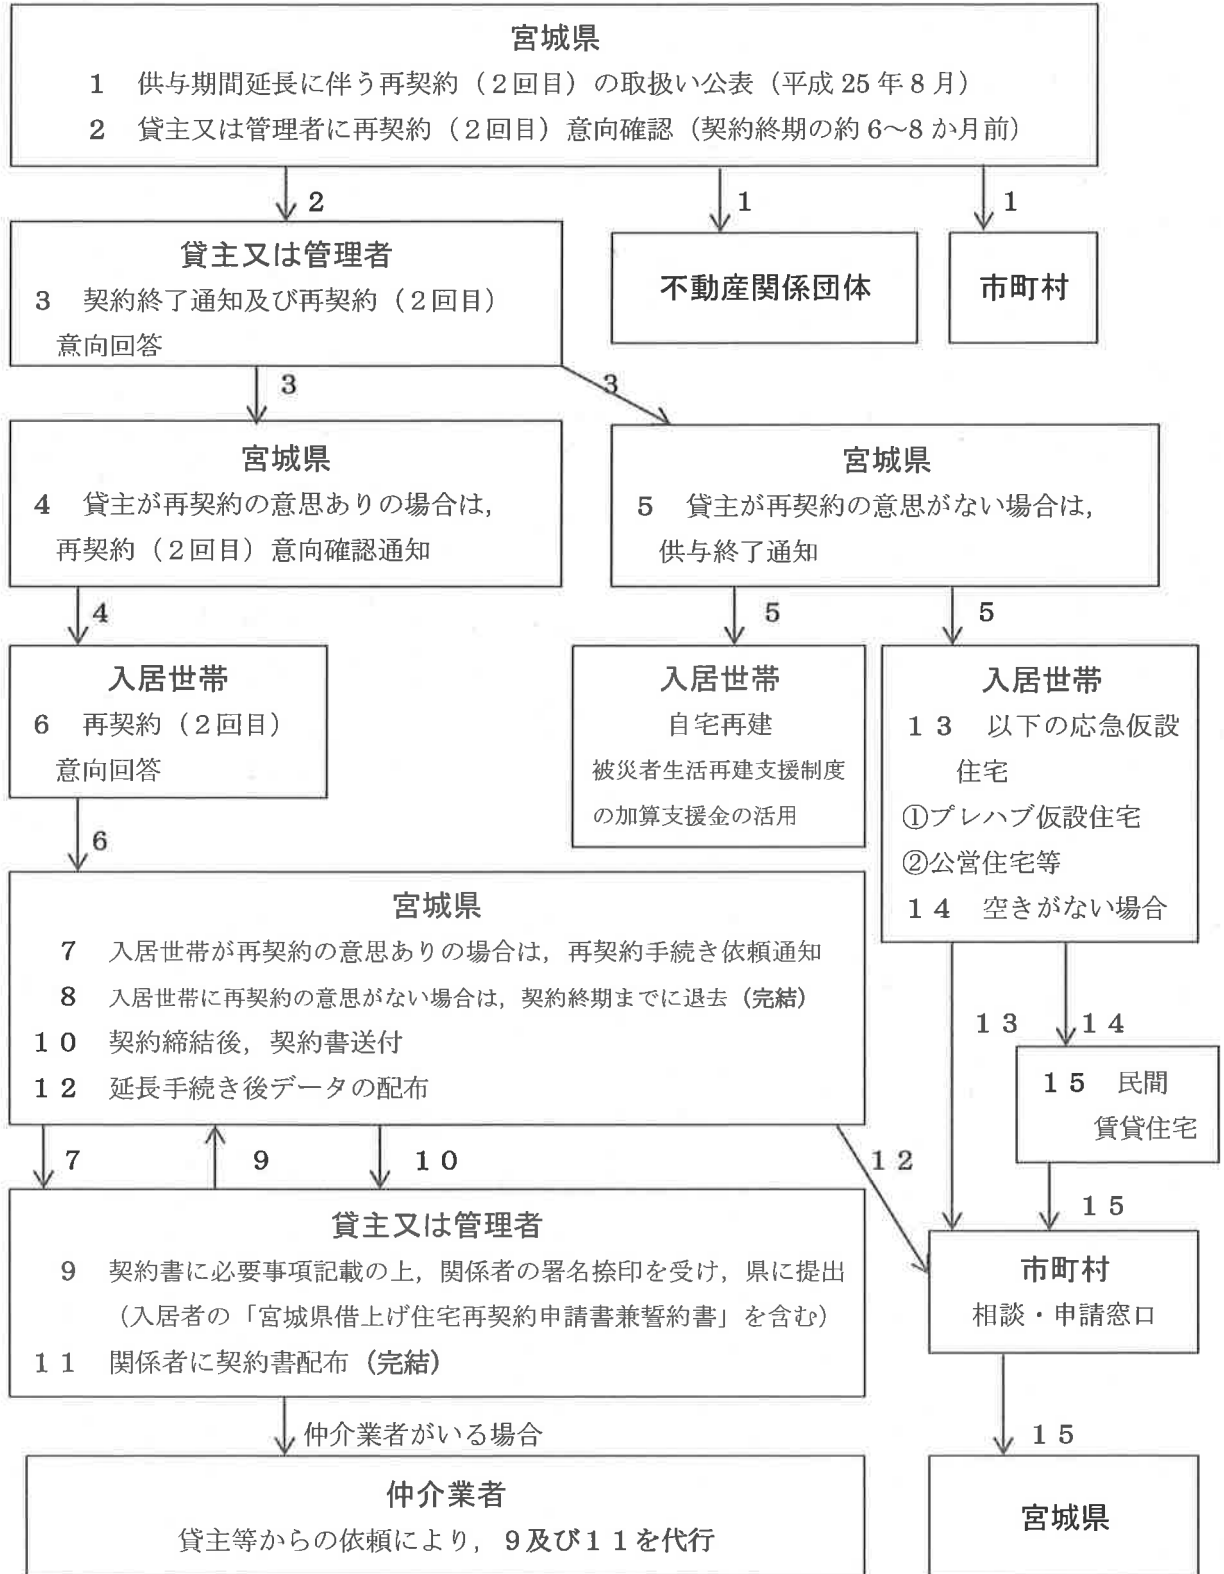 宮城県
1 供与期間延長に伴う再契約（２回目）の取扱い公表（平成 25 年 8 月）
2 貸主又は管理者に再契約（２回目）意向確認（契約終期の約 6～8 か月前）
2
1
1
貸主又は管理者
3 契約終了通知及び再契約（２回目）
意向回答
不動産関係団体
市町村
3
3
宮城県
4 貸主が再契約の意思ありの場合は，
再契約（２回目）意向確認通知
宮城県
5 貸主が再契約の意思がない場合は，
供与終了通知
4
5
5
入居世帯
6 再契約（２回目）
意向回答
入居世帯
自宅再建
被災者生活再建支援制度
の加算支援金の活用
入居世帯
１３ 以下の応急仮設
住宅
①プレハブ仮設住宅
②公営住宅等
１４ 空きがない場合
6
宮城県
7 入居世帯が再契約の意思ありの場合は，再契約手続き依頼通知
8 入居世帯に再契約の意思がない場合は，契約終期までに退去（完結）
１０ 契約締結後，契約書送付
１２ 延長手続き後データの配布
１３
１４
１５ 民間
賃貸住宅
7
9
１０
１２
１５
貸主又は管理者
9 契約書に必要事項記載の上，関係者の署名捺印を受け，県に提出
（入居者の「宮城県借上げ住宅再契約申請書兼誓約書」を含む）
１１ 関係者に契約書配布（完結）
市町村
相談・申請窓口
仲介業者がいる場合
１５
仲介業者
貸主等からの依頼により，９及び１１を代行
宮城県